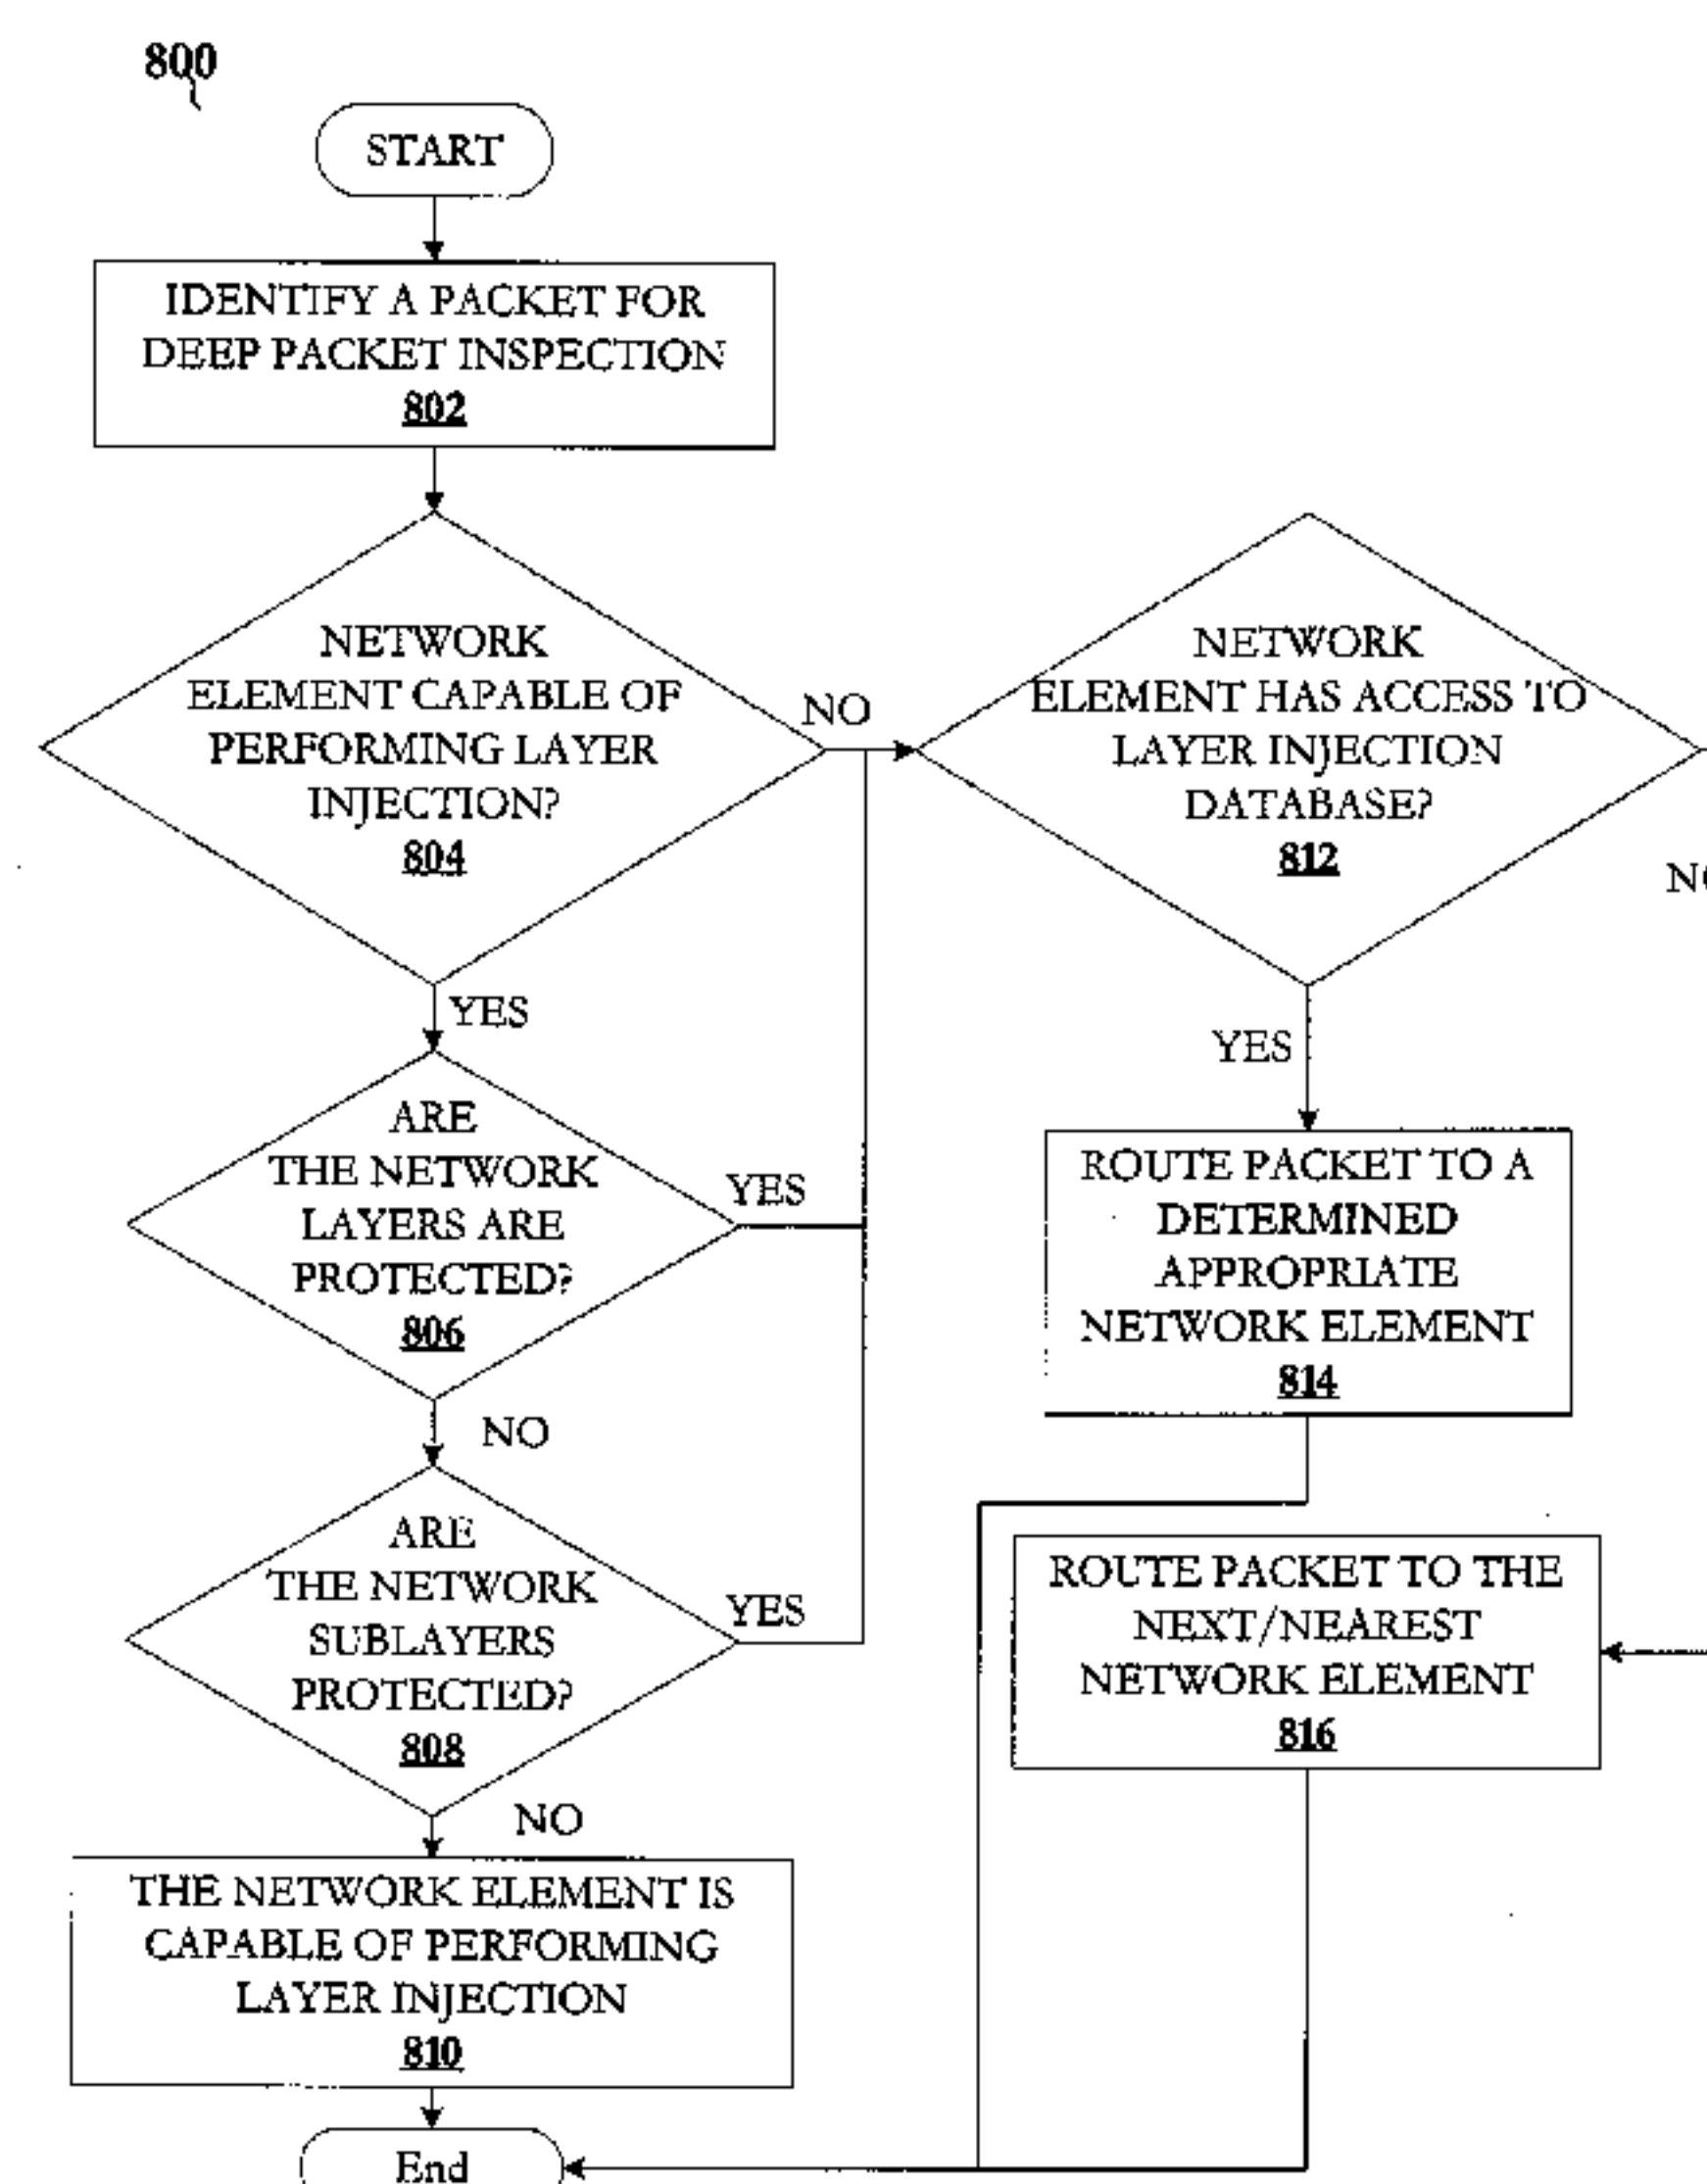 800
START
IDENTIFY A PACKET FOR
DEEP PACKET INSPECTION
802
NETWORK
ELEMENT CAPABLE OF
PERFORMING LAYER
INJECTION?
804
NO
NETWORK
ELEMENT HAS ACCESS TO
LAYER INJECTION
DATABASE?
812
YES
ARE
THE NETWORK
LAYERS ARE
PROTECTED?
806
YES
YES
ROUTE PACKET TO A
DETERMINED
APPROPRIATE
NETWORK ELEMENT
814
NO
ARE
THE NETWORK
SUBLAYERS
PROTECTED?
808
YES
ROUTE PACKET TO THE
NEXT/NEAREST
NETWORK ELEMENT
816
NO
THE NETWORK ELEMENT IS
CAPABLE OF PERFORMING
LAYER INJECTION
810
End